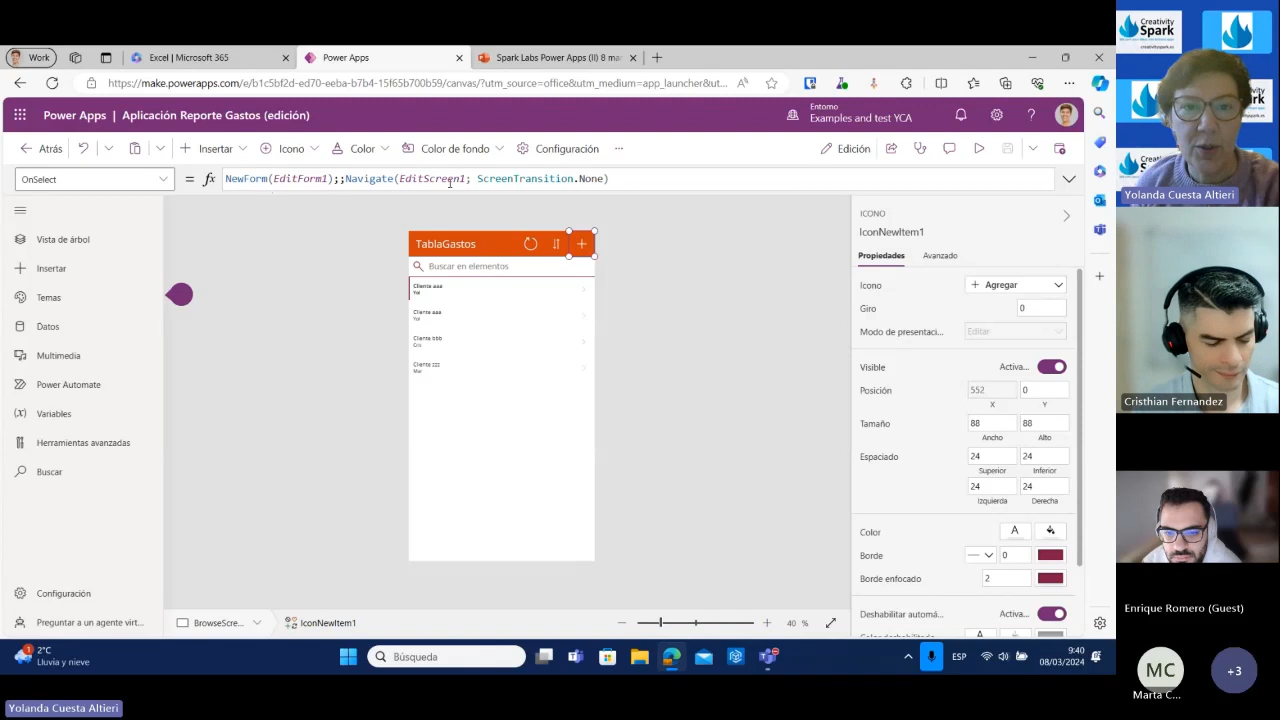 Work
Excel | Microsoft 365
Power Apps
Spark Labs Power Apps (II) 8 mar
https://make.powerapps.com/e/b1c5bf2d-ed70-eeba-b7b4-15f65b700b59/canvas/?utm_source=office&utm_medium=app_launcher&ut...
Power Apps | Aplicación Reporte Gastos (edición)
Entorno
Examples and test YCA
Atrás
Insertar
Icono
Color
Color de fondo
Configuración
...
Edición
OnSelect
= fx NewForm(EditForm1);;Navigate(EditScreen1; ScreenTransition.None)
Vista de árbol
Insertar
Temas
Datos
Multimedia
Power Automate
Variables
Herramientas avanzadas
Buscar
Configuración
Preguntar a un agente virt...
TablaGastos
Buscar en elementos
Cliente aaa
Yol
Cliente aaa
Yol
Cliente bbb
Cris
Cliente zzz
Mar
ICONO
IconNewItem1
Propiedades
Avanzado
Icono
Agregar
Giro
0
Modo de presentaci...
Editar
Visible
Activa...
Posición
552
0
X
Y
Tamaño
88
88
Ancho
Alto
Espaciado
24
24
Superior
Inferior
24
24
Izquierda
Derecha
Color
A
Borde
0
Borde enfocado
2
Deshabilitar automá...
Activa...
BrowseScre...
IconNewItem1
40 %
1
2°C
Lluvia y nieve
Búsqueda
ESP
9:40
08/03/2024
Creativity
Spark
Yolanda Cuesta Altieri
Cristhian Fernandez
Enrique Romero (Guest)
MC
Marta C...
+3
Yolanda Cuesta Altieri